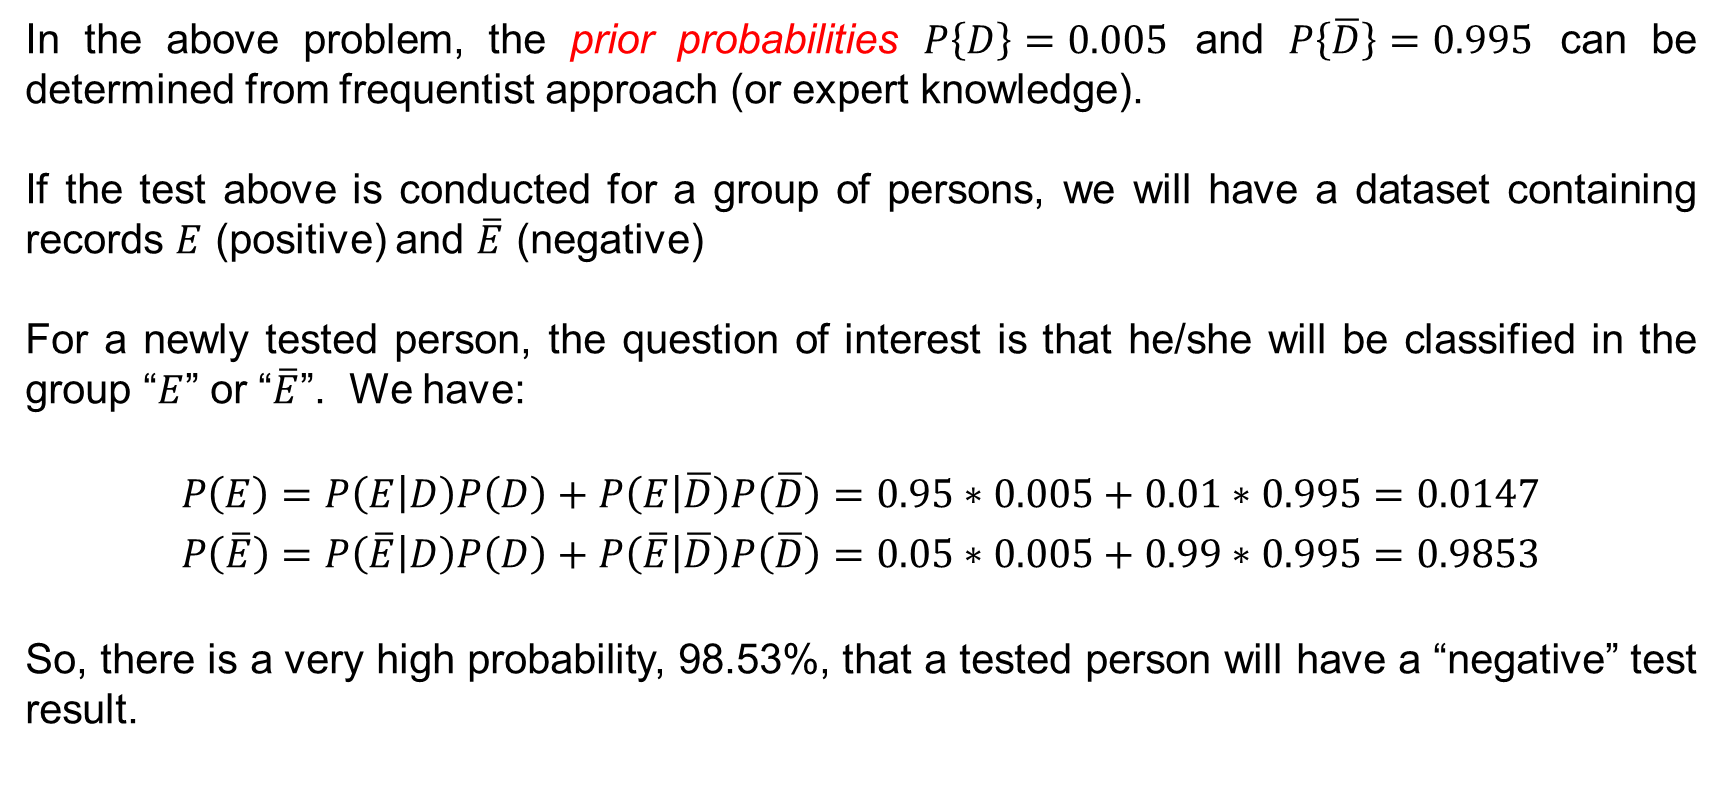 In the above problem, the prior probabilities P{D} = 0.005 and P{D̅} = 0.995 can be
determined from frequentist approach (or expert knowledge).
If the test above is conducted for a group of persons, we will have a dataset containing
records E (positive) and E̅ (negative)
For a newly tested person, the question of interest is that he/she will be classified in the
group “E” or “E̅”. We have:
P(E) = P(E|D)P(D) + P(E|D̅)P(D̅) = 0.95 ∗ 0.005 + 0.01 ∗ 0.995 = 0.0147
P(E̅) = P(E̅|D)P(D) + P(E̅|D̅)P(D̅) = 0.05 ∗ 0.005 + 0.99 ∗ 0.995 = 0.9853
So, there is a very high probability, 98.53%, that a tested person will have a “negative” test
result.